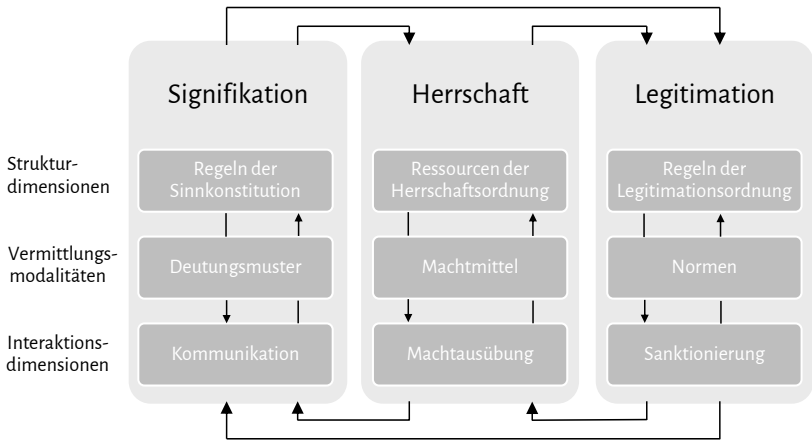 Signifikation
Herrschaft
Legitimation
Struktur-
dimensionen
Regeln der
Sinnkonstitution
Ressourcen der
Herrschaftsordnung
Regeln der
Legitimationsordnung
Vermittlungs-
modalitäten
Deutungsmuster
Machtmittel
Normen
Interaktions-
dimensionen
Kommunikation
Machtausübung
Sanktionierung